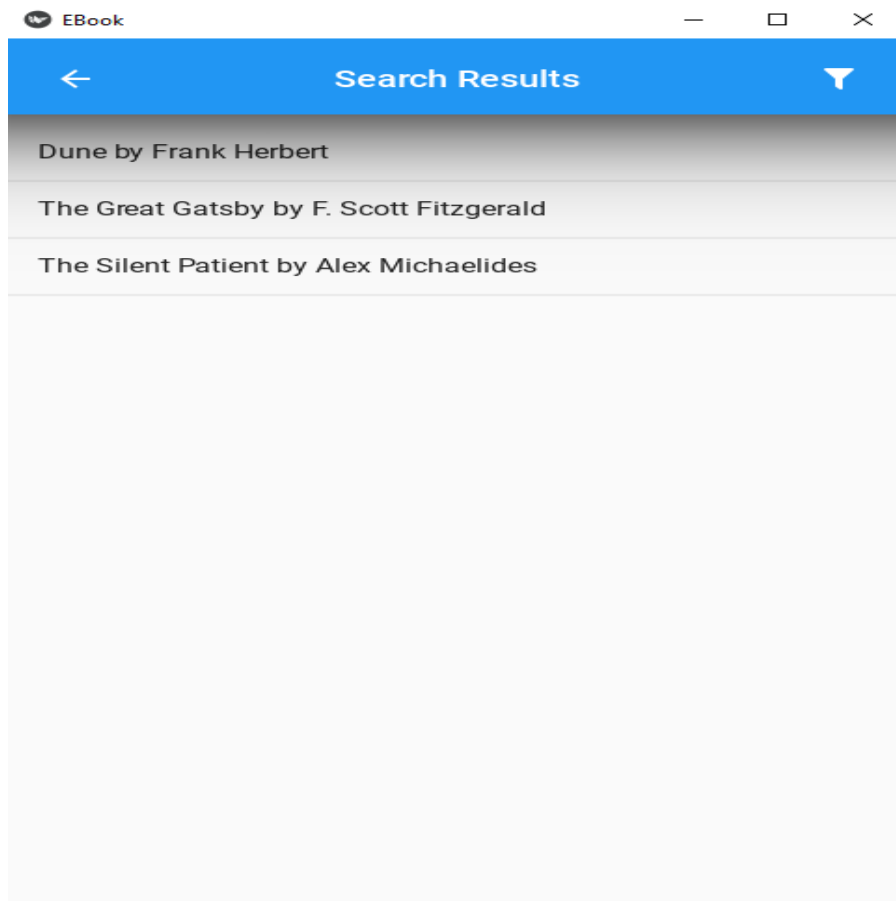 EBook
Search Results
Dune by Frank Herbert
The Great Gatsby by F. Scott Fitzgerald
The Silent Patient by Alex Michaelides